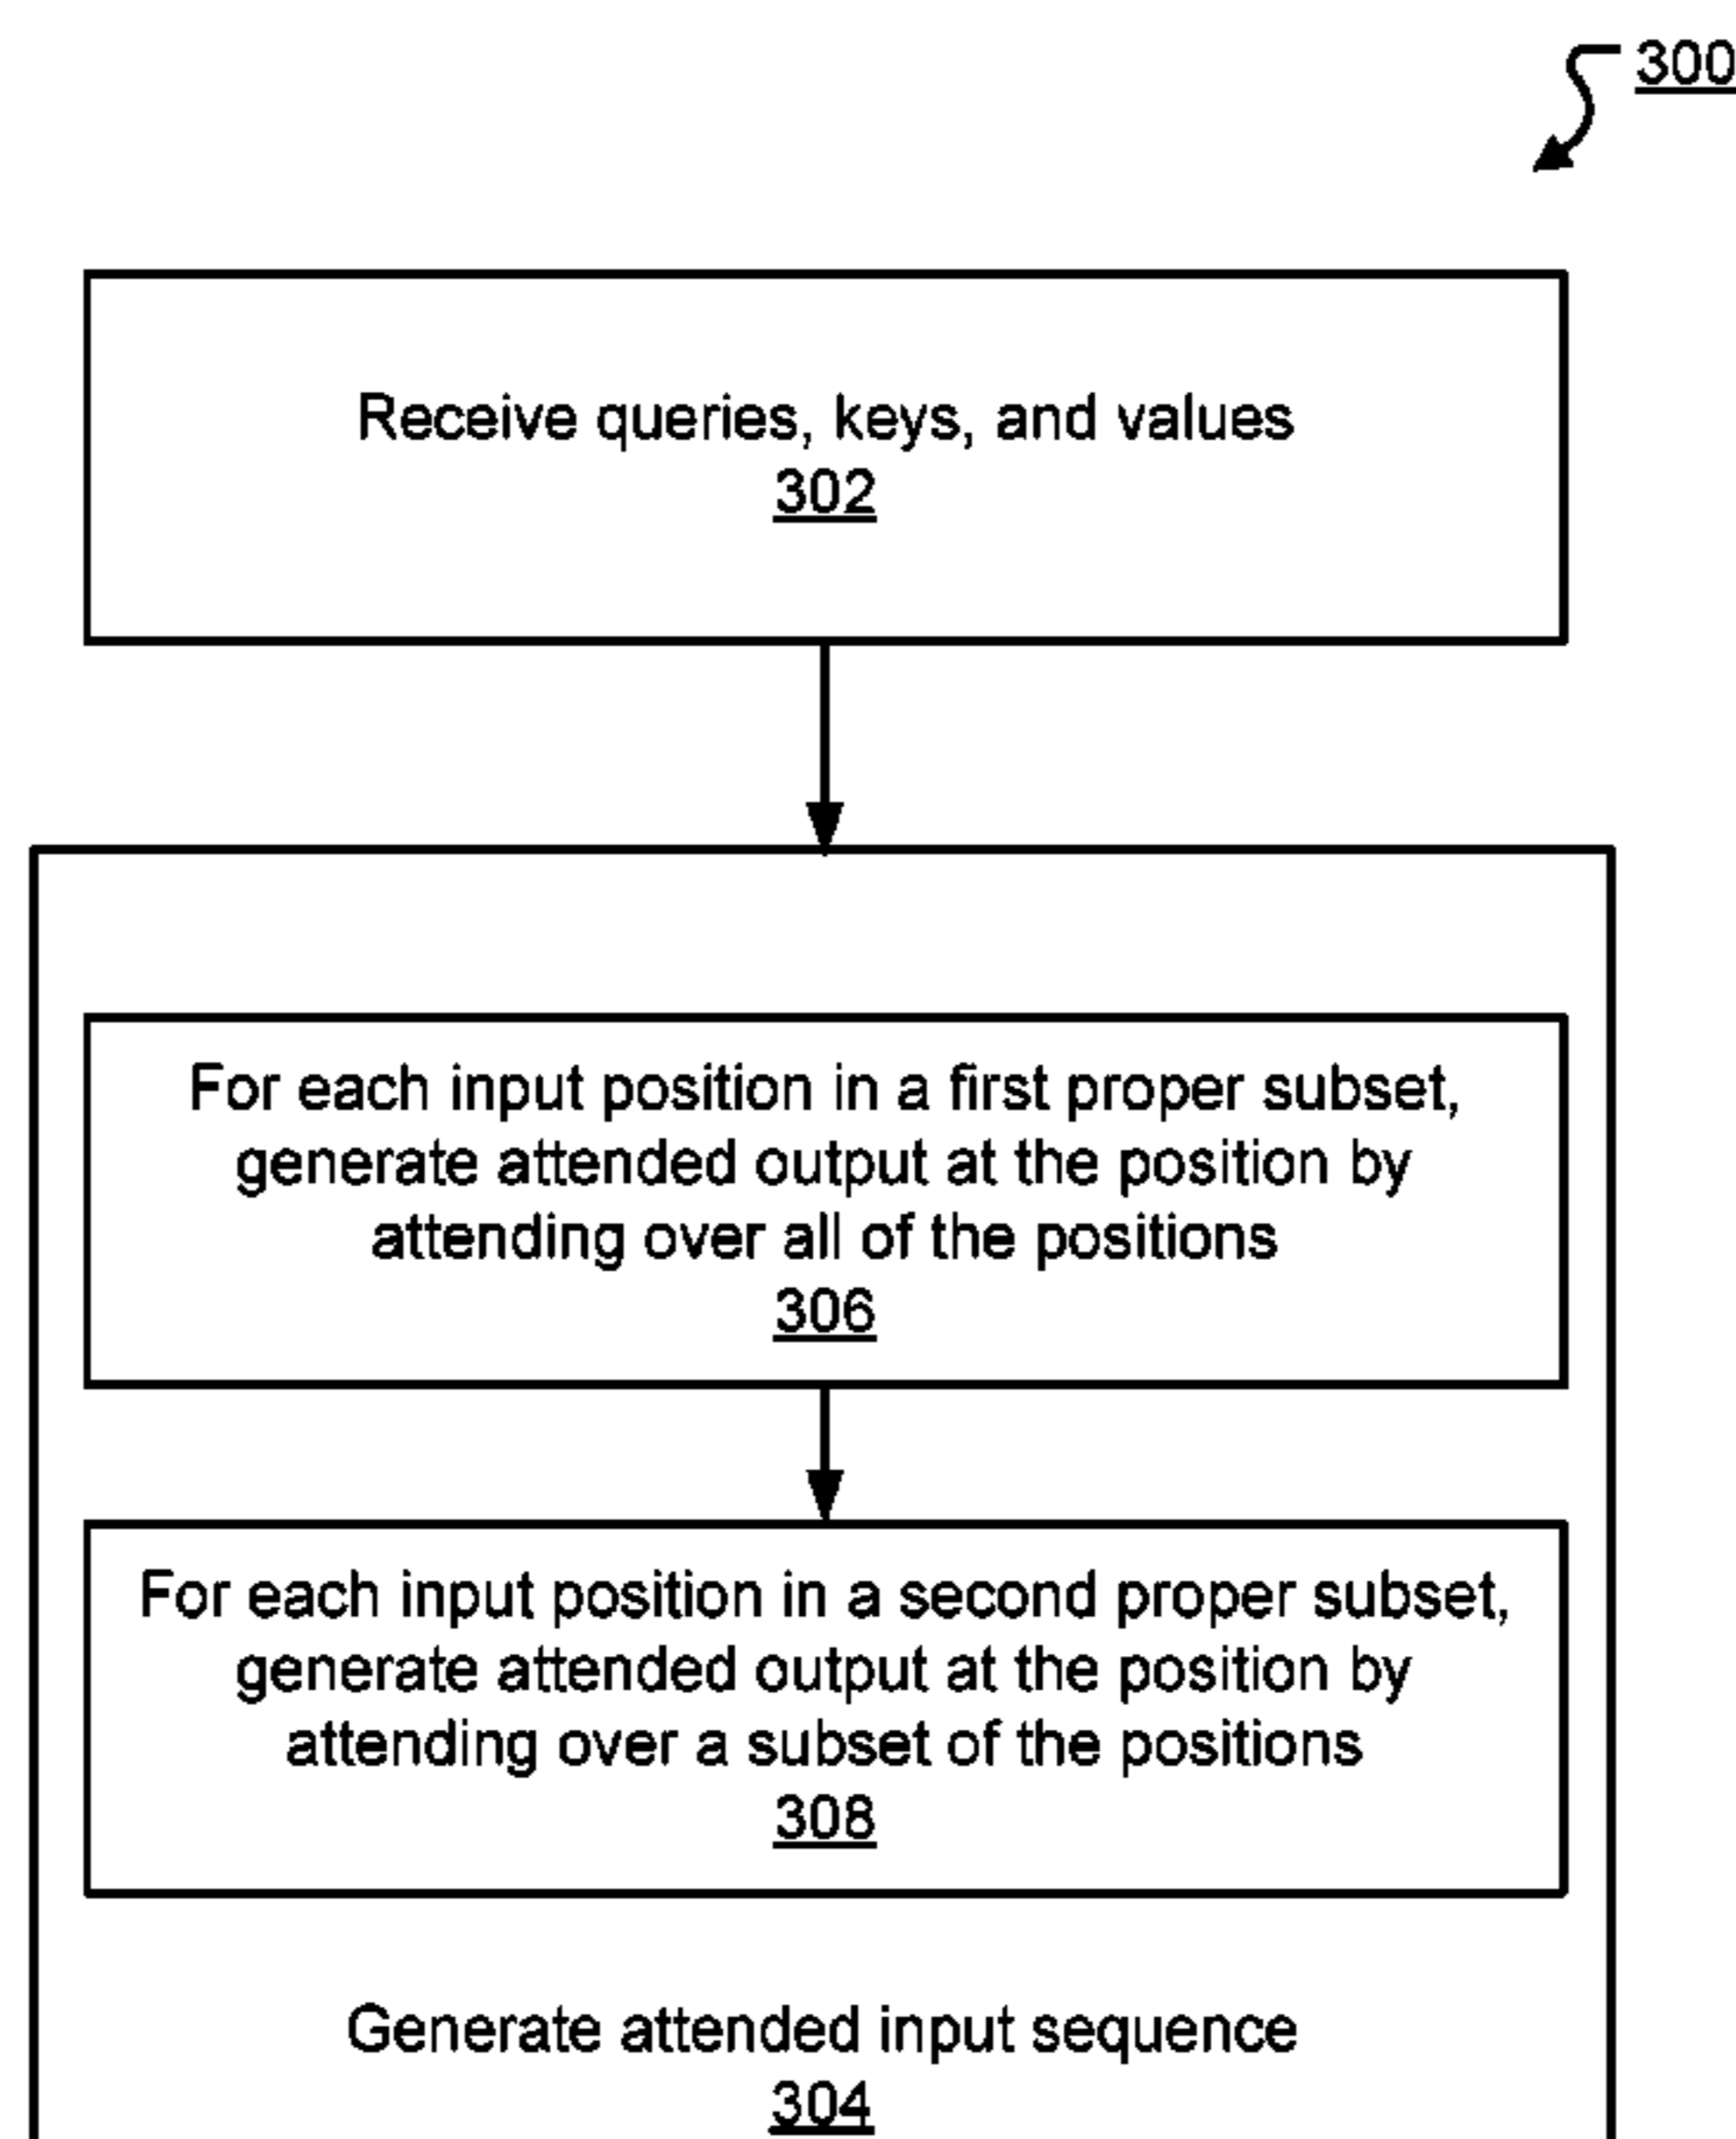 300
Receive queries, keys, and values
302
For each input position in a first proper subset,
generate attended output at the position by
attending over all of the positions
306
For each input position in a second proper subset,
generate attended output at the position by
attending over a subset of the positions
308
Generate attended input sequence
304